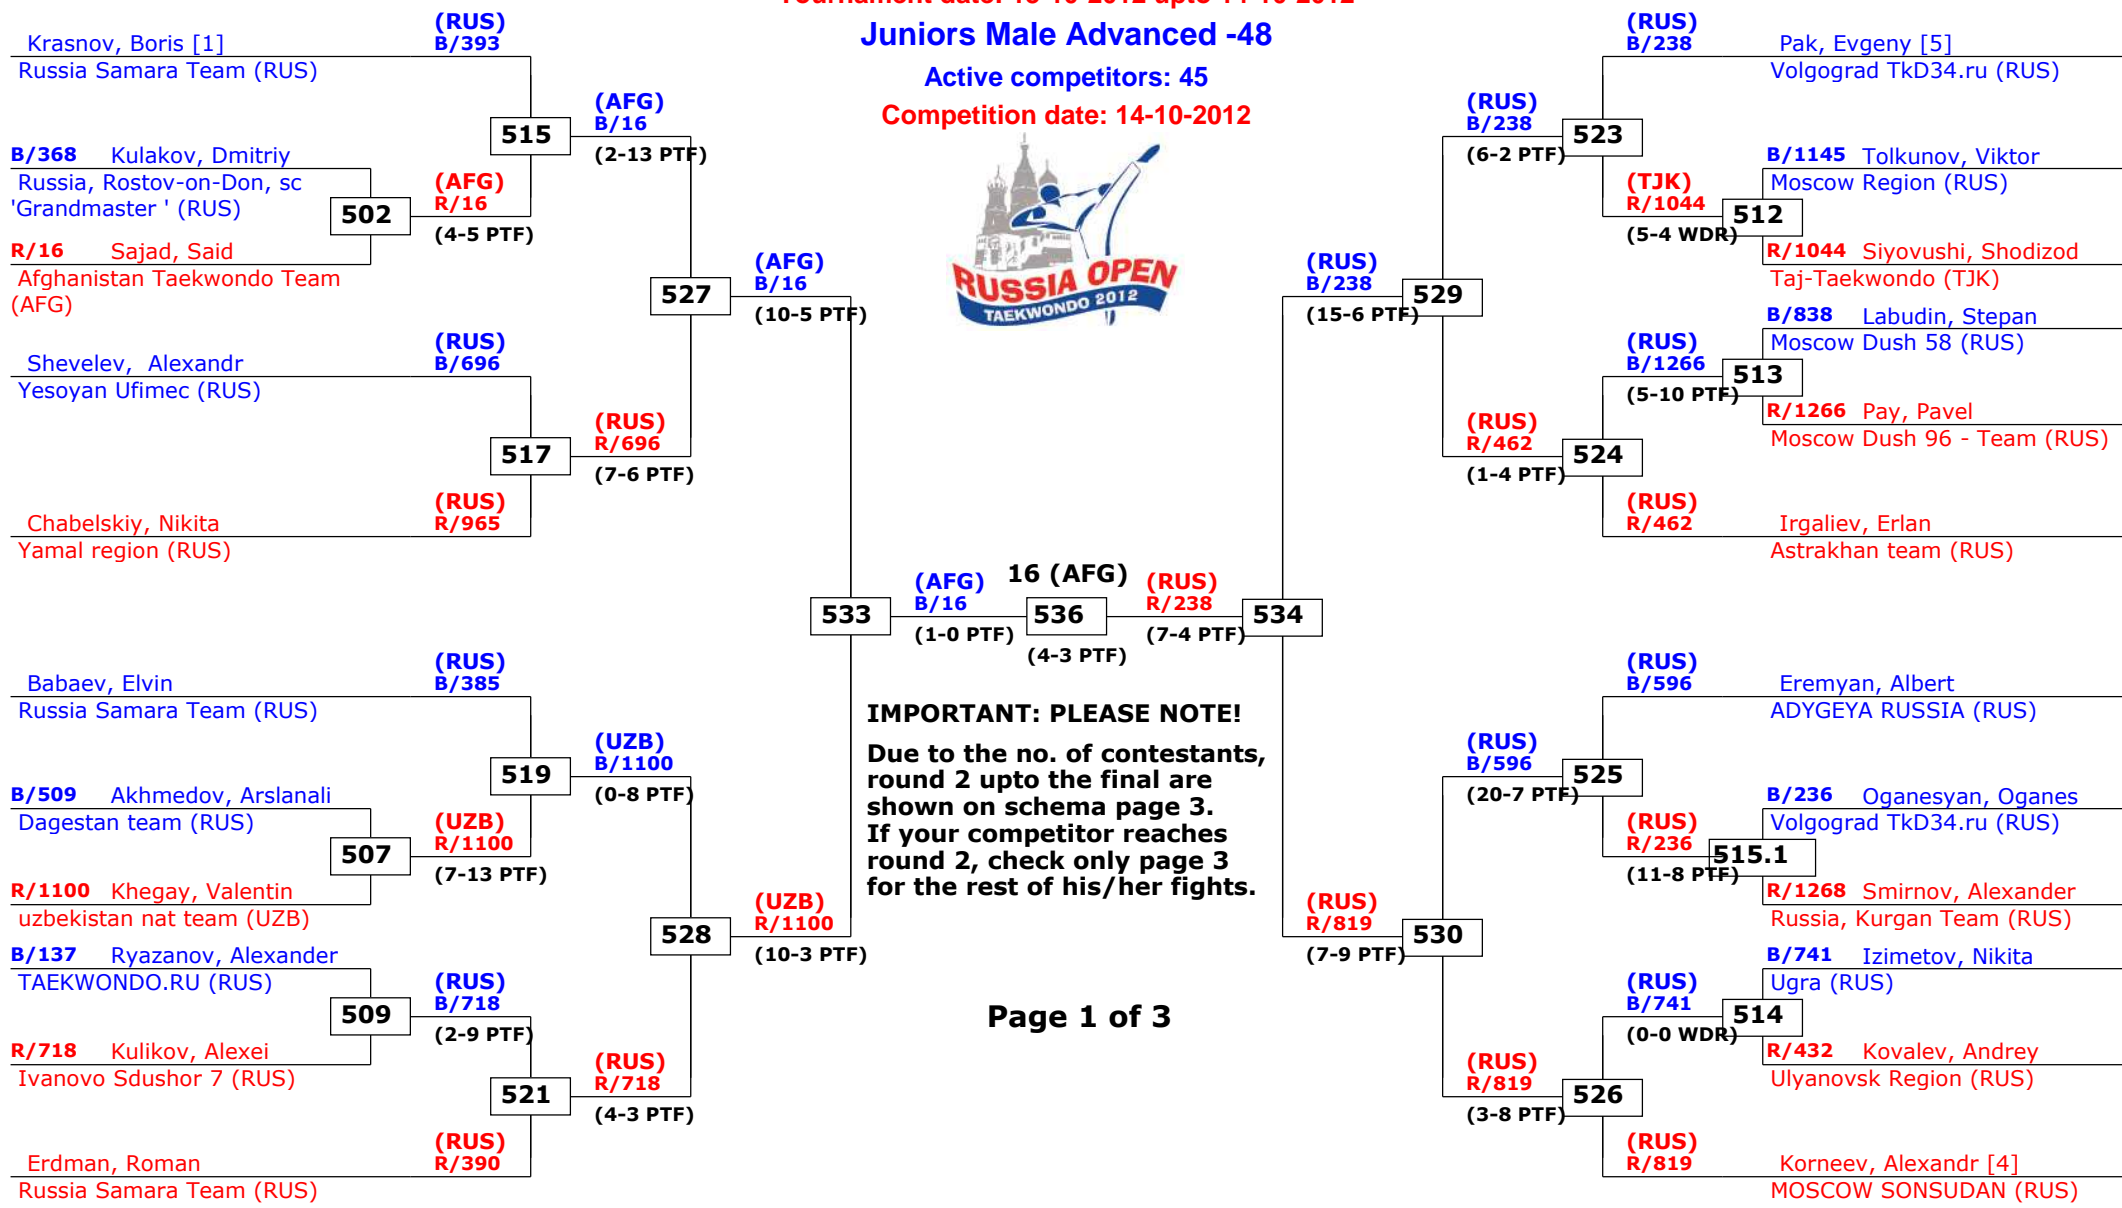 Tournament date: 13-10-2012 upto 14-10-2012
Juniors Male Advanced -48
Active competitors: 45
Competition date: 14-10-2012
RUSSIA OPEN
TAEKWONDO 2012
(RUS)
Krasnov, Boris [1] B/393
Russia Samara Team (RUS)
(AFG)
B/16
515
(2-13 PTF)
B/368 Kulakov, Dmitriy
Russia, Rostov-on-Don, sc
'Grandmaster ' (RUS)
502
(AFG)
R/16
(4-5 PTF)
R/16 Sajad, Said
Afghanistan Taekwondo Team
(AFG)
527
(AFG)
B/16
(10-5 PTF)
(RUS)
Shevelev, Alexandr B/696
Yesoyan Ufimec (RUS)
517
(RUS)
R/696
(7-6 PTF)
(RUS)
Chabelskiy, Nikita R/965
Yamal region (RUS)
533
(AFG)
B/16
(1-0 PTF)
16 (AFG)
536
(4-3 PTF)
(RUS)
R/238
(7-4 PTF)
534
(RUS)
Babaev, Elvin B/385
Russia Samara Team (RUS)
519
(UZB)
B/1100
(0-8 PTF)
B/509 Akhmedov, Arslanali
Dagestan team (RUS)
507
(UZB)
R/1100
(7-13 PTF)
R/1100 Khegay, Valentin
uzbekistan nat team (UZB)
528
(UZB)
R/1100
(10-3 PTF)
B/137 Ryazanov, Alexander
TAEKWONDO.RU (RUS)
509
(RUS)
B/718
(2-9 PTF)
R/718 Kulikov, Alexei
Ivanovo Sdushor 7 (RUS)
521
(RUS)
R/718
(4-3 PTF)
(RUS)
Erdman, Roman R/390
Russia Samara Team (RUS)
IMPORTANT: PLEASE NOTE!
Due to the no. of contestants,
round 2 upto the final are
shown on schema page 3.
If your competitor reaches
round 2, check only page 3
for the rest of his/her fights.
Page 1 of 3
(RUS)
B/238 Pak, Evgeny [5]
Volgograd TkD34.ru (RUS)
(RUS)
B/238
523
(6-2 PTF)
B/1145 Tolkunov, Viktor
Moscow Region (RUS)
(TJK)
R/1044
512
(5-4 WDR)
R/1044 Siyovushi, Shodizod
Taj-Taekwondo (TJK)
(RUS)
B/238
529
(15-6 PTF)
B/838 Labudin, Stepan
Moscow Dush 58 (RUS)
(RUS)
B/1266
513
(5-10 PTF)
R/1266 Pay, Pavel
Moscow Dush 96 - Team (RUS)
(RUS)
R/462
524
(1-4 PTF)
(RUS)
R/462 Irgaliev, Erlan
Astrakhan team (RUS)
(RUS)
B/596 Eremyan, Albert
ADYGEYA RUSSIA (RUS)
(RUS)
B/596
525
(20-7 PTF)
B/236 Oganesyan, Oganes
Volgograd TkD34.ru (RUS)
(RUS)
R/236
515.1
(11-8 PTF)
R/1268 Smirnov, Alexander
Russia, Kurgan Team (RUS)
(RUS)
R/819
530
(7-9 PTF)
B/741 Izimetov, Nikita
Ugra (RUS)
(RUS)
B/741
514
(0-0 WDR)
R/432 Kovalev, Andrey
Ulyanovsk Region (RUS)
(RUS)
R/819
526
(3-8 PTF)
(RUS)
R/819 Korneev, Alexandr [4]
MOSCOW SONSUDAN (RUS)